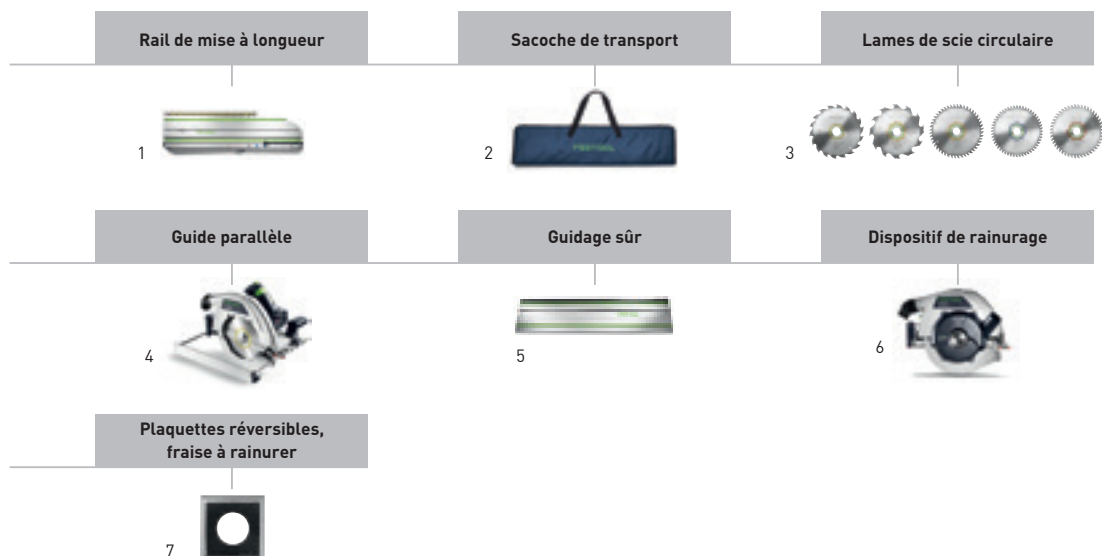 Rail de mise à longueur
Sacoche de transport
Lames de scie circulaire
1
2
FESTOOL
3
Guide parallèle
Guidage sûr
Dispositif de rainurage
4
5
6
Plaquettes réversibles,
fraise à rainurer
7